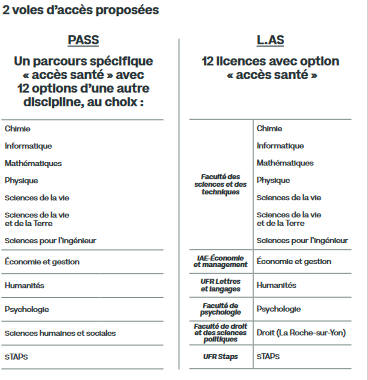 2 voies d’accès proposées
PASS
Un parcours spécifique
« accès santé » avec
12 options d’une autre
discipline, au choix :
Chimie
Informatique
Mathématiques
Physique
Sciences de la vie
Sciences de la vie
et de la Terre
Sciences pour l’Ingénieur
Économie et gestion
Humanités
Psychologie
Sciences humaines et sociales
STAPS
L.AS
12 licences avec option
« accès santé »
Faculté des
sciences et des
techniques
Chimie
Informatique
Mathématiques
Physique
Sciences de la vie
Sciences de la vie
et de la Terre
Sciences pour l’Ingénieur
IAE-Économie
et management
Économie et gestion
UFR Lettres
et langages
Humanités
Faculté de
psychologie
Psychologie
Faculté de droit
et des sciences
politiques
Droit (La Roche-sur-Yon)
UFR Staps
STAPS